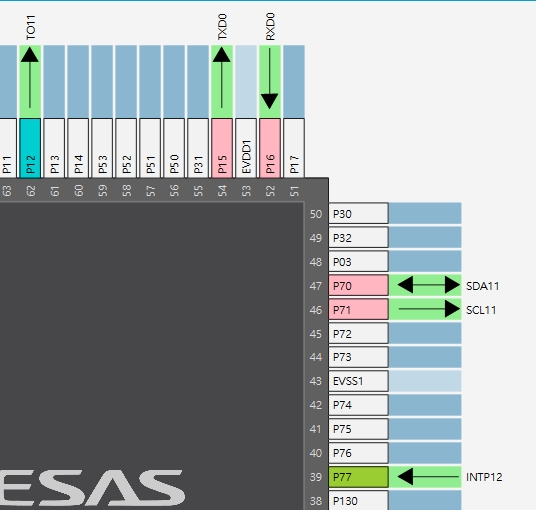 TO11 TXD0 RXD0
P11 P12 P13 P14 P53 P52 P51 P50 P31 P15 EVDD1 P16 P17
63 62 61 60 59 58 57 56 55 54 53 52 51
50 P30
49 P32
48 P03
47 P70 SDA11
46 P71 SCL11
45 P72
44 P73
43 EVSS1
42 P74
41 P75
40 P76
ESAS
39 P77 INTP12
38 P130